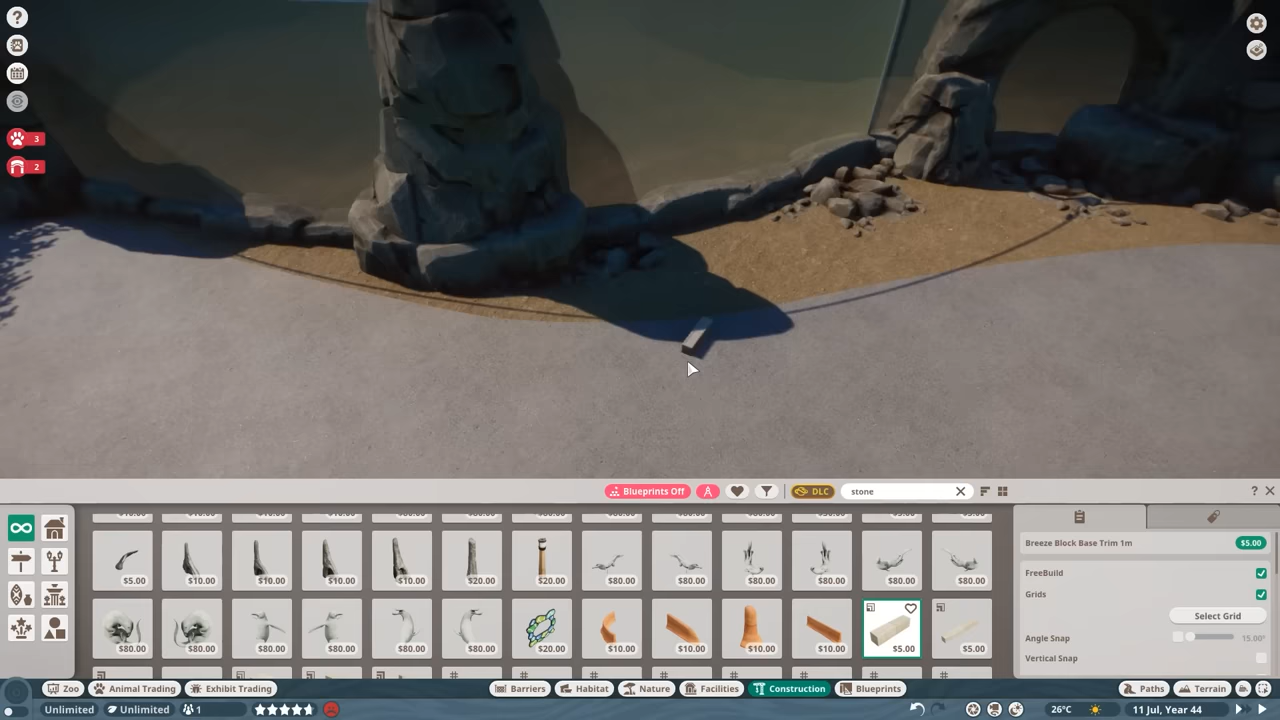 ?
3
2
Blueprints Off
DLC
stone
?
$5.00 $10.00 $10.00 $10.00 $10.00 $20.00 $20.00 $80.00 $80.00 $80.00 $80.00 $80.00 $80.00
$80.00 $80.00 $80.00 $80.00 $80.00 $80.00 $20.00 $10.00 $10.00 $10.00 $10.00 $5.00 $5.00
Breeze Block Base Trim 1m
$5.00
FreeBuild
Grids
Select Grid
Angle Snap
15.00°
Vertical Snap
Zoo
Animal Trading
Exhibit Trading
Barriers
Habitat
Nature
Facilities
Construction
Blueprints
Paths
Terrain
Unlimited
Unlimited
1
26°C
11 Jul, Year 44